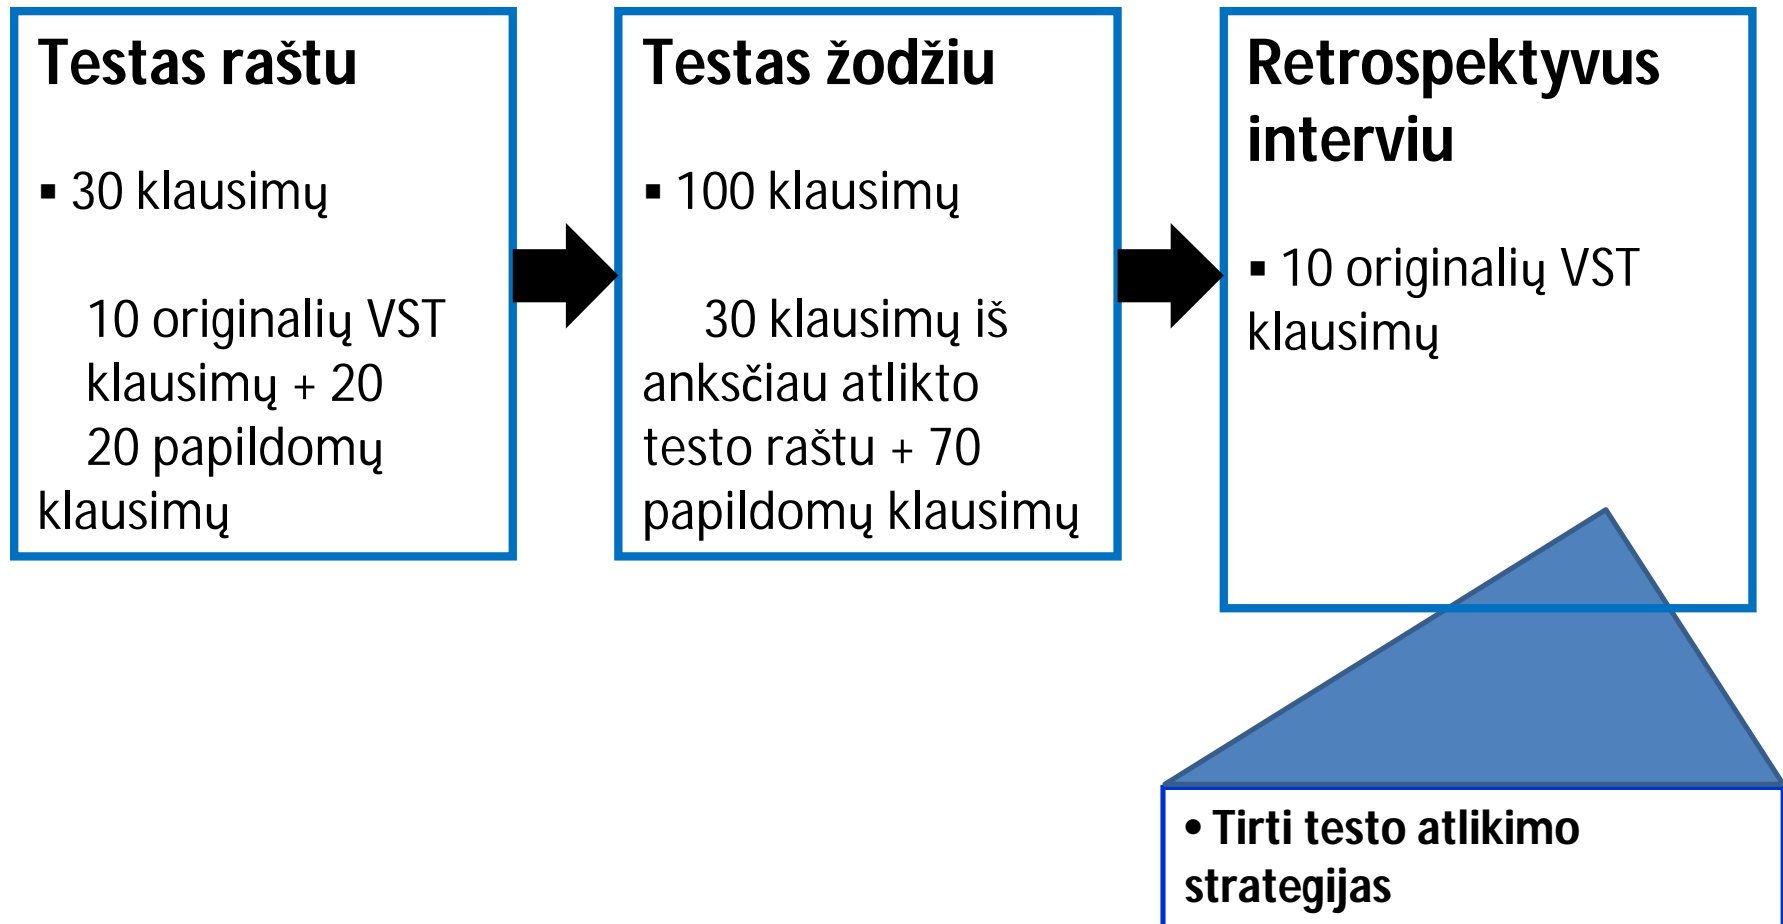 Testas raštu
▪ 30 klausimų
10 originalių VST
klausimų + 20
20 papildomų
klausimų
Testas žodžiu
▪ 100 klausimų
30 klausimų iš
anksčiau atlikto
testo raštu + 70
papildomų klausimų
Retrospektyvus
interviu
▪ 10 originalių VST
klausimų
• Tirti testo atlikimo
strategijas